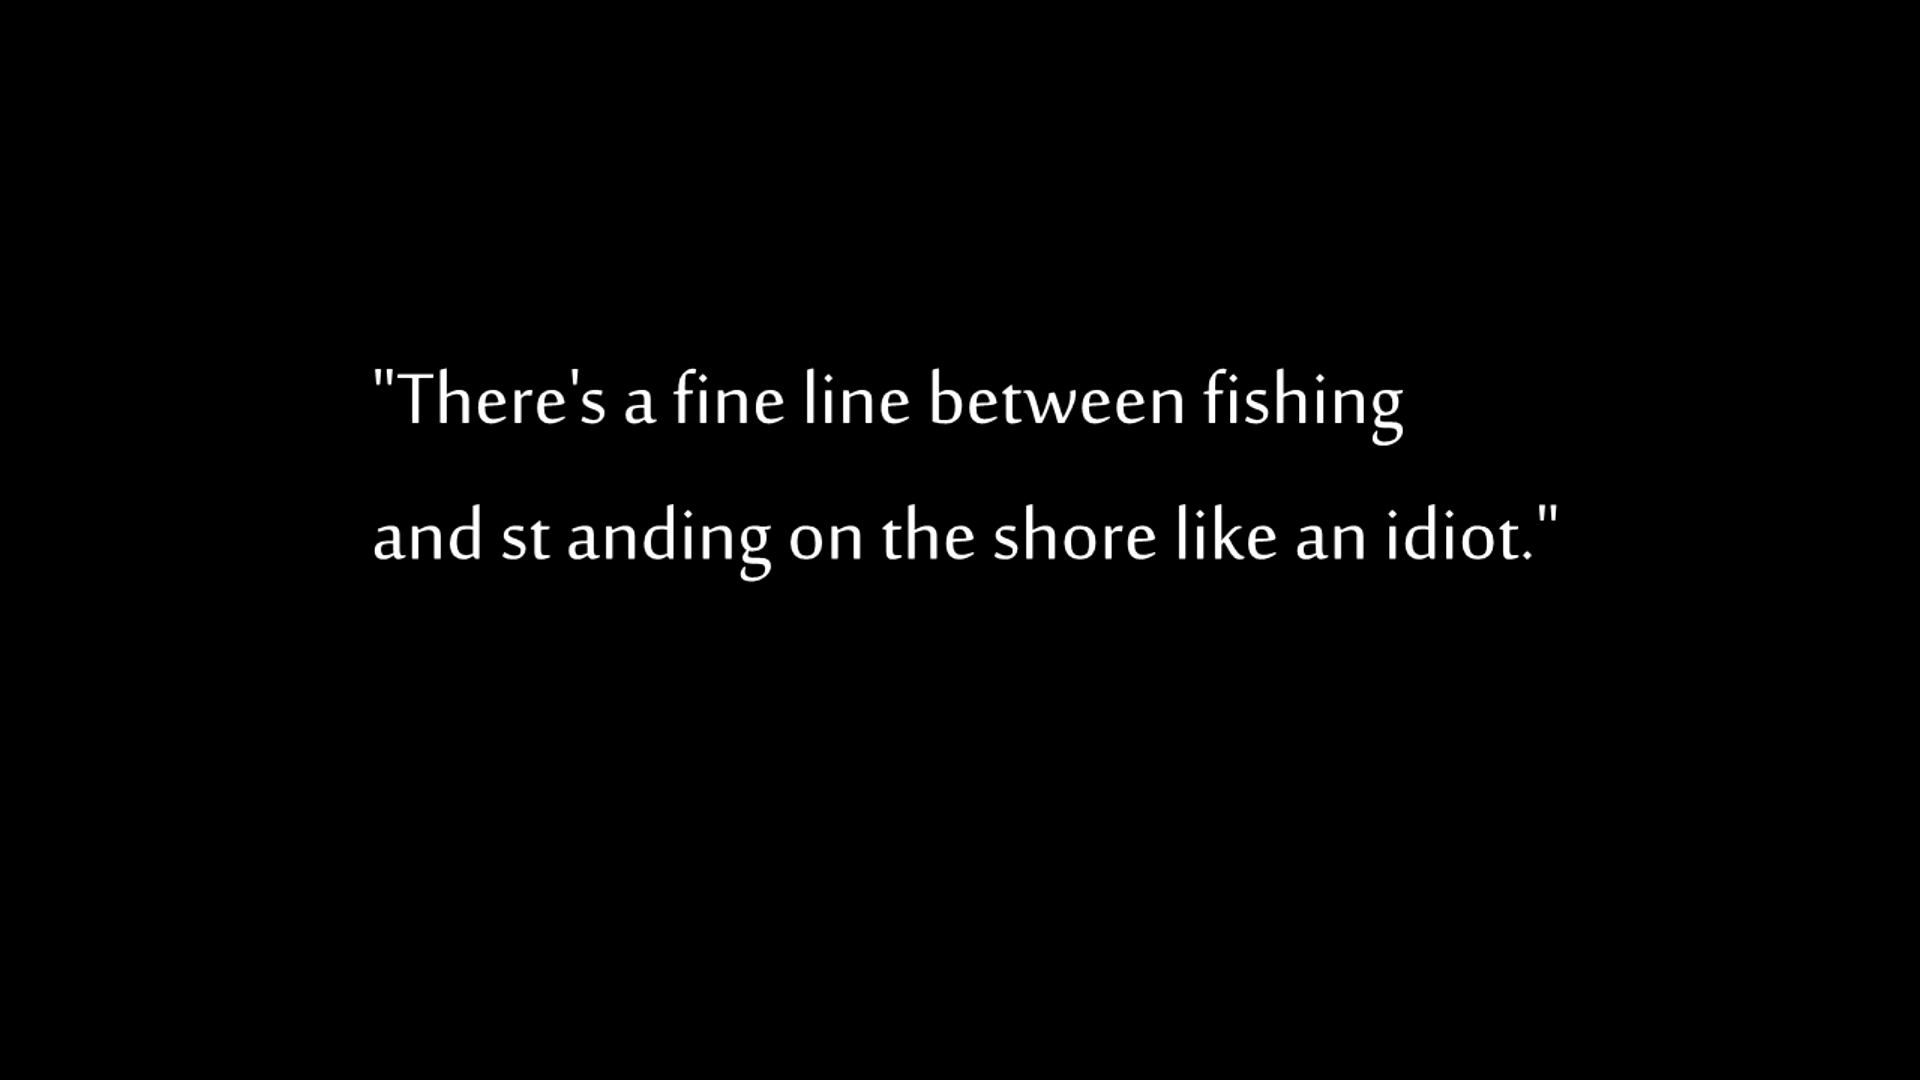 "There's a fine line between fishing
and st anding on the shore like an idiot."